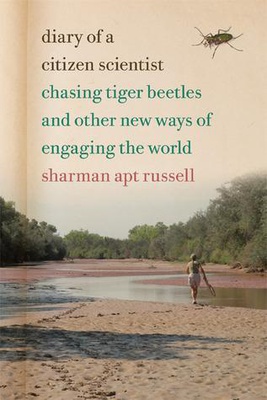 diary of a
citizen scientist
chasing tiger beetles
and other new ways of
engaging the world
sharman apt russell